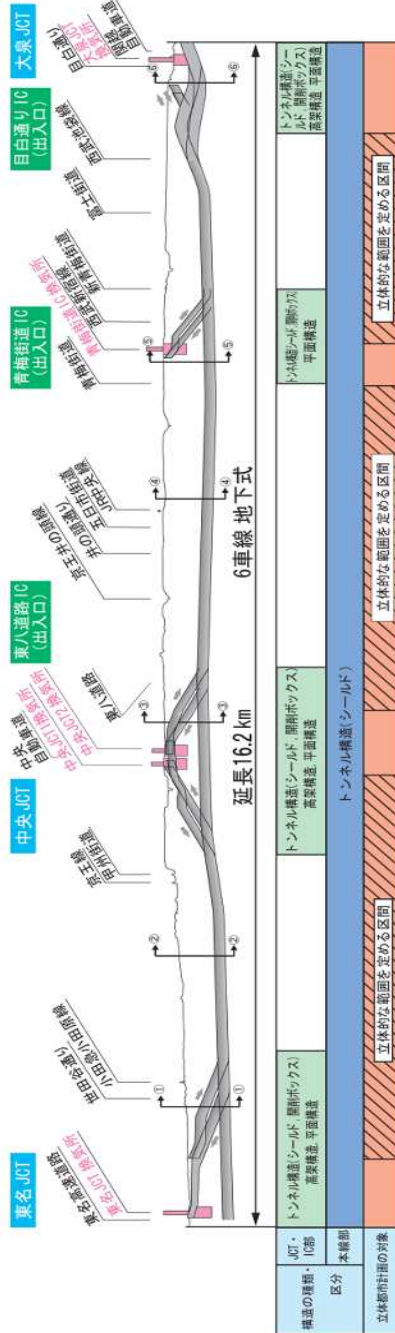 東名JCT
中央JCT
東八道路IC
(出入口)
青梅街道IC
(出入口)
目白通りIC
(出入口)
大泉JCT
東名高速道路
東名JCT換気所
世田谷通り
小田急小田原線
京王線
甲州街道
中央
自動車道
中央JCT1換気所
中央JCT2換気所
東八道路
京王井の頭線
井の頭通り
五日市街道
JR中央線
青梅街道
青梅街道IC換気所
西武新宿線
新青梅街道
富士街道
西武池袋線
目白通り
大泉JCT
換気所
関越
自動車道
①
②
③
④
⑤
⑥
①
②
③
④
⑤
⑥
延長16.2km
6車線 地下式
構造の種類・
区分
JCT・
IC部
トンネル構造(シールド、開削ボックス)
高架構造、平面構造
トンネル構造(シールド、開削ボックス)
高架構造、平面構造
トンネル構造(シールド、開削ボックス)
平面構造
トンネル構造(シー
ルド、開削ボックス)
高架構造、平面構造
本線部
トンネル構造(シールド)
立体都市計画の対象
立体的な範囲を定める区間
立体的な範囲を定める区間
立体的な範囲を定める区間